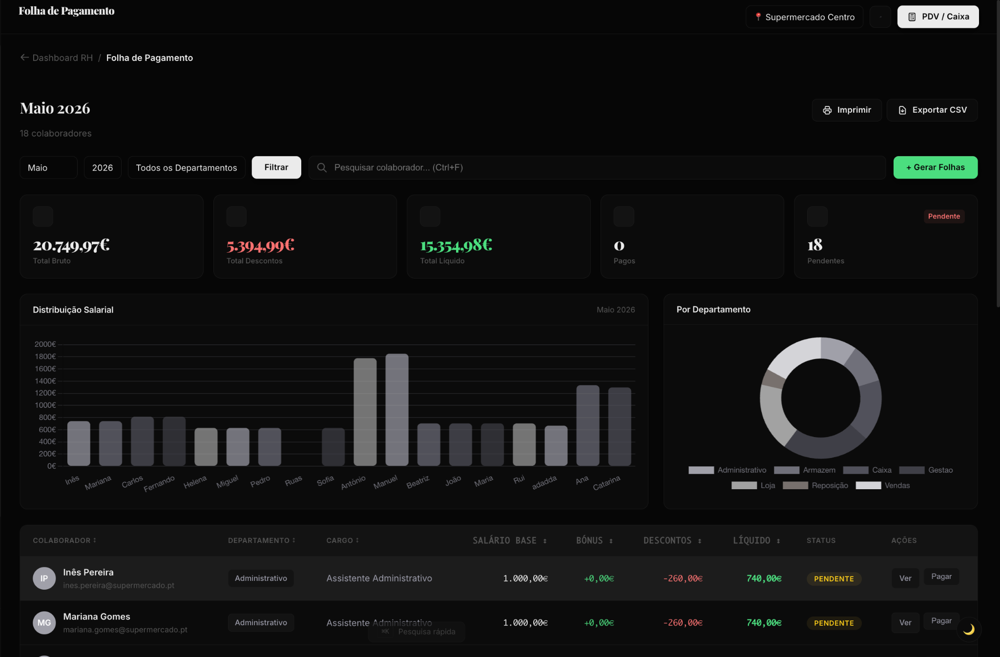 Folha de Pagamento
📍 Supermercado Centro
PDV / Caixa
← Dashboard RH / Folha de Pagamento
Maio 2026
18 colaboradores
Imprimir
Exportar CSV
Maio
2026
Todos os Departamentos
Filtrar
Pesquisar colaborador... (Ctrl+F)
+ Gerar Folhas
20.749,97€
Total Bruto
5.394,99€
Total Descontos
15.354,98€
Total Líquido
0
Pagos
Pendente
18
Pendentes
Distribuição Salarial
Maio 2026
2000€
1800€
1600€
1400€
1200€
1000€
800€
600€
400€
200€
0€
Inês
Mariana
Carlos
Fernando
Helena
Miguel
Pedro
Ruas
Sofia
António
Manuel
Beatriz
João
Maria
Rui
adadda
Ana
Catarina
Por Departamento
Administrativo
Armazem
Caixa
Gestao
Loja
Reposição
Vendas
COLABORADOR ↕
DEPARTAMENTO ↕
CARGO ↕
SALÁRIO BASE ↕
BÓNUS ↕
DESCONTOS ↕
LÍQUIDO ↕
STATUS
AÇÕES
IP
Inês Pereira
ines.pereira@supermercado.pt
Administrativo
Assistente Administrativo
1.000,00€
+0,00€
-260,00€
740,00€
PENDENTE
Ver
Pagar
MG
Mariana Gomes
mariana.gomes@supermercado.pt
Administrativo
Assistente Administrativo
1.000,00€
+0,00€
-260,00€
740,00€
PENDENTE
Ver
Pagar
⌘K Pesquisa rápida